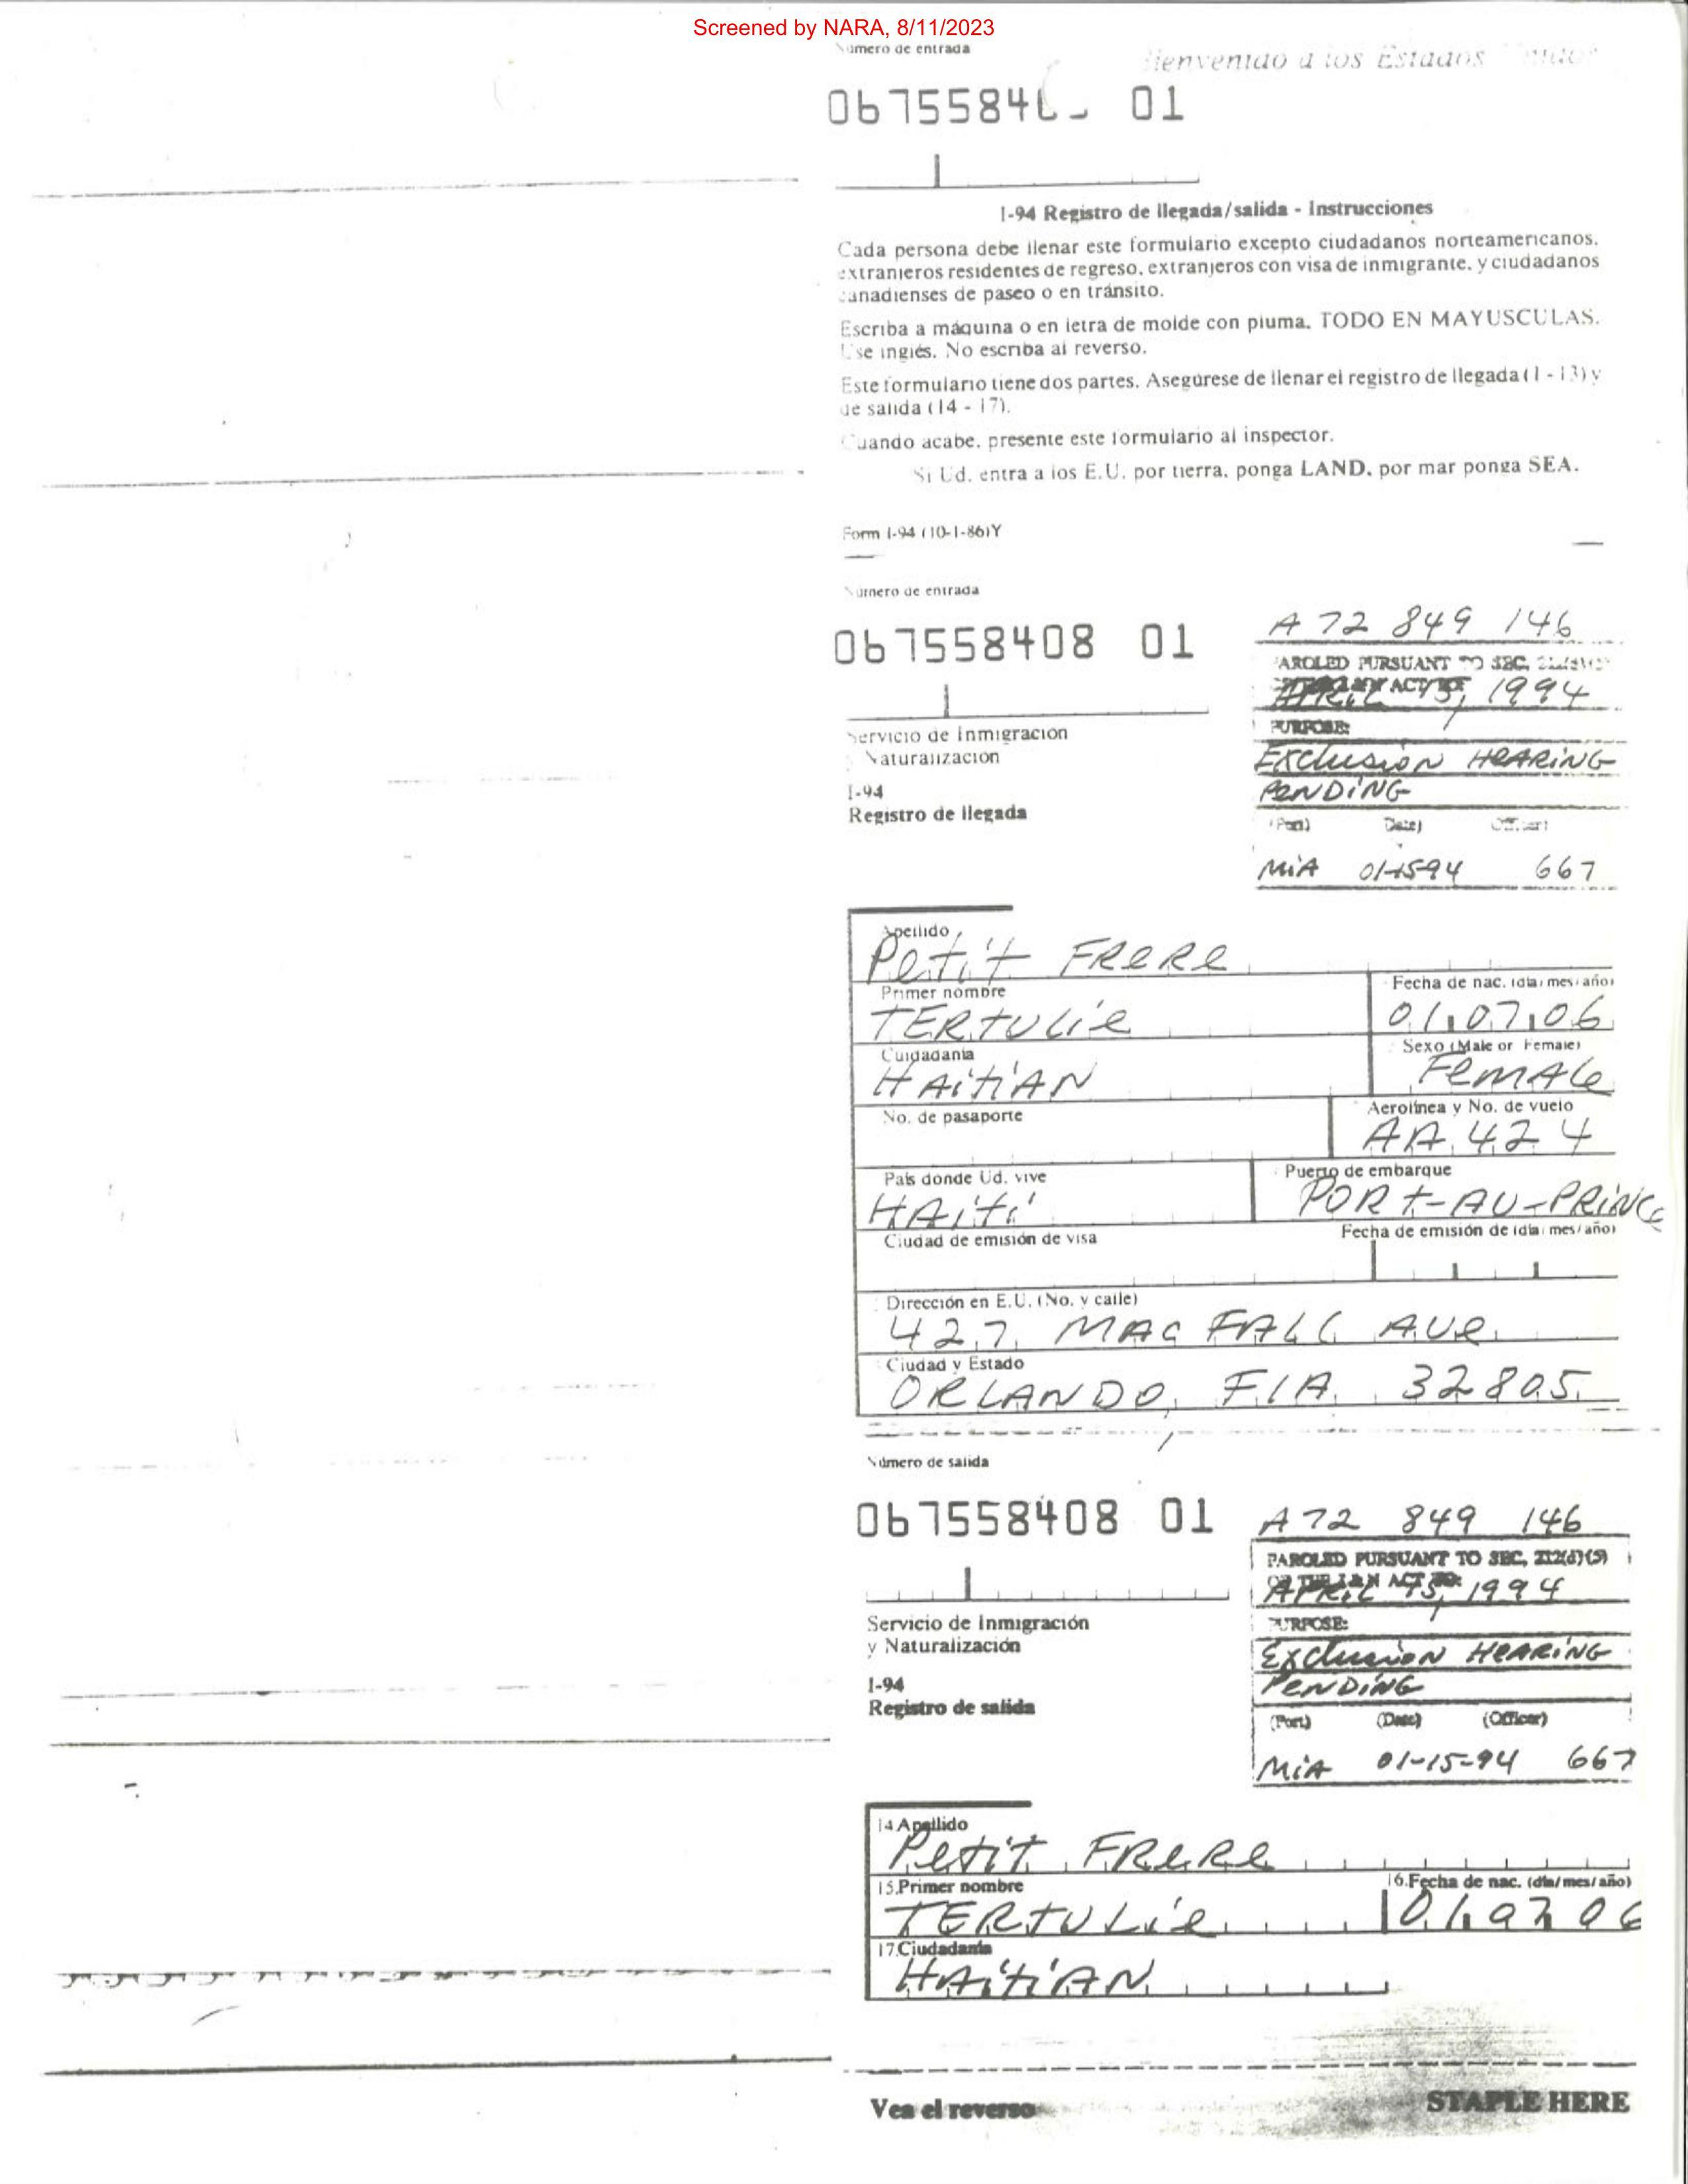 Screened by NARA, 8/11/2023
Número de entrada
Bienvenido a los Estados Unidos
01
I-94 Registro de llegada/salida - Instrucciones
Cada persona debe llenar este formulario excepto ciudadanos norteamericanos,
extranjeros residentes de regreso, extranjeros con visa de inmigrante, y ciudadanos
canadienses de paseo o en tránsito.
Escriba a máquina o en letra de molde con pluma. TODO EN MAYUSCULAS.
Use inglés. No escriba al reverso.
Este formulario tiene dos partes. Asegúrese de llenar el registro de llegada (1 - 13) y
de salida (14 - 17).
Cuando acabe, presente este formulario al inspector.
Si Ud. entra a los E.U. por tierra, ponga LAND, por mar ponga SEA.
Form I-94 (10-1-86)Y
Número de entrada
067558408 01
A 72 849 146
PAROLED PURSUANT TO SEC.
APRIL 15, 1994
PURPOSE:
Servicio de Inmigración
y Naturalización
EXCLUSION HEARING
PENDING
I-94
Registro de llegada
(Port) (Date) (Officer)
MIA 01-15-94 667
Apellido
Petit FRERE
Primer nombre
TERTULIE
Fecha de nac. (día/mes/año)
01 07 06
Cuidadanía
HAITIAN
Sexo (Male or Female)
FEMALE
No. de pasaporte
Aerolínea y No. de vuelo
AA 424
País donde Ud. vive
HAITI
Puerto de embarque
PORT-AU-PRINCE
Ciudad de emisión de visa
Fecha de emisión de (día/mes/año)
Dirección en E.U. (No. y calle)
427 MAC FALL AVE
Ciudad y Estado
ORLANDO, FLA 32805
Número de salida
067558408 01
A72 849 146
PAROLED PURSUANT TO SEC. 212(d)(5)
OF THE I&N ACT TO:
APRIL 15, 1994
PURPOSE:
Servicio de Inmigración
y Naturalización
Exclusion HEARING
PENDING
I-94
Registro de salida
(Port) (Date) (Officer)
MIA 01-15-94 667
14.Apellido
Petit FRERE
15.Primer nombre
TERTULIE
16.Fecha de nac. (día/mes/año)
01 07 06
17.Ciudadanía
HAITIAN
Vea el reverso
STAPLE HERE